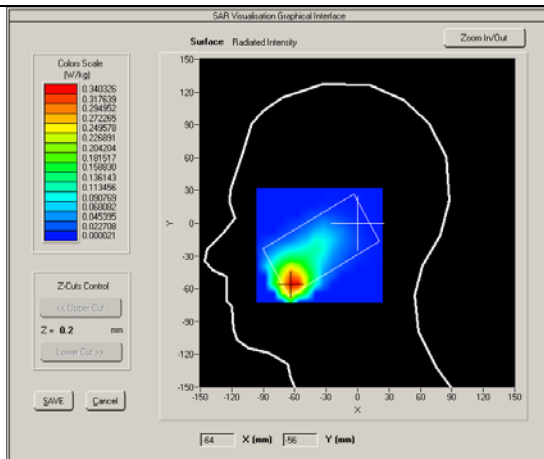 SAR Visualisation Graphical Interface
Surface Radiated Intensity
Zoom In/Out
Colors Scale
(W/kg)
0.340326
0.317639
0.294952
0.272265
0.249578
0.226891
0.204204
0.181517
0.158830
0.136143
0.113456
0.090769
0.068082
0.045395
0.022708
0.000021
Z-Cuts Control
<< Upper Cut
Z = 0.2 mm
Lower Cut >>
SAVE Cancel
150
120
90
60
30
0
-30
-60
-90
-120
-150
Y
-150 -120 -90 -60 -30 0 30 60 90 120 150
X
-64 X (mm) -56 Y (mm)